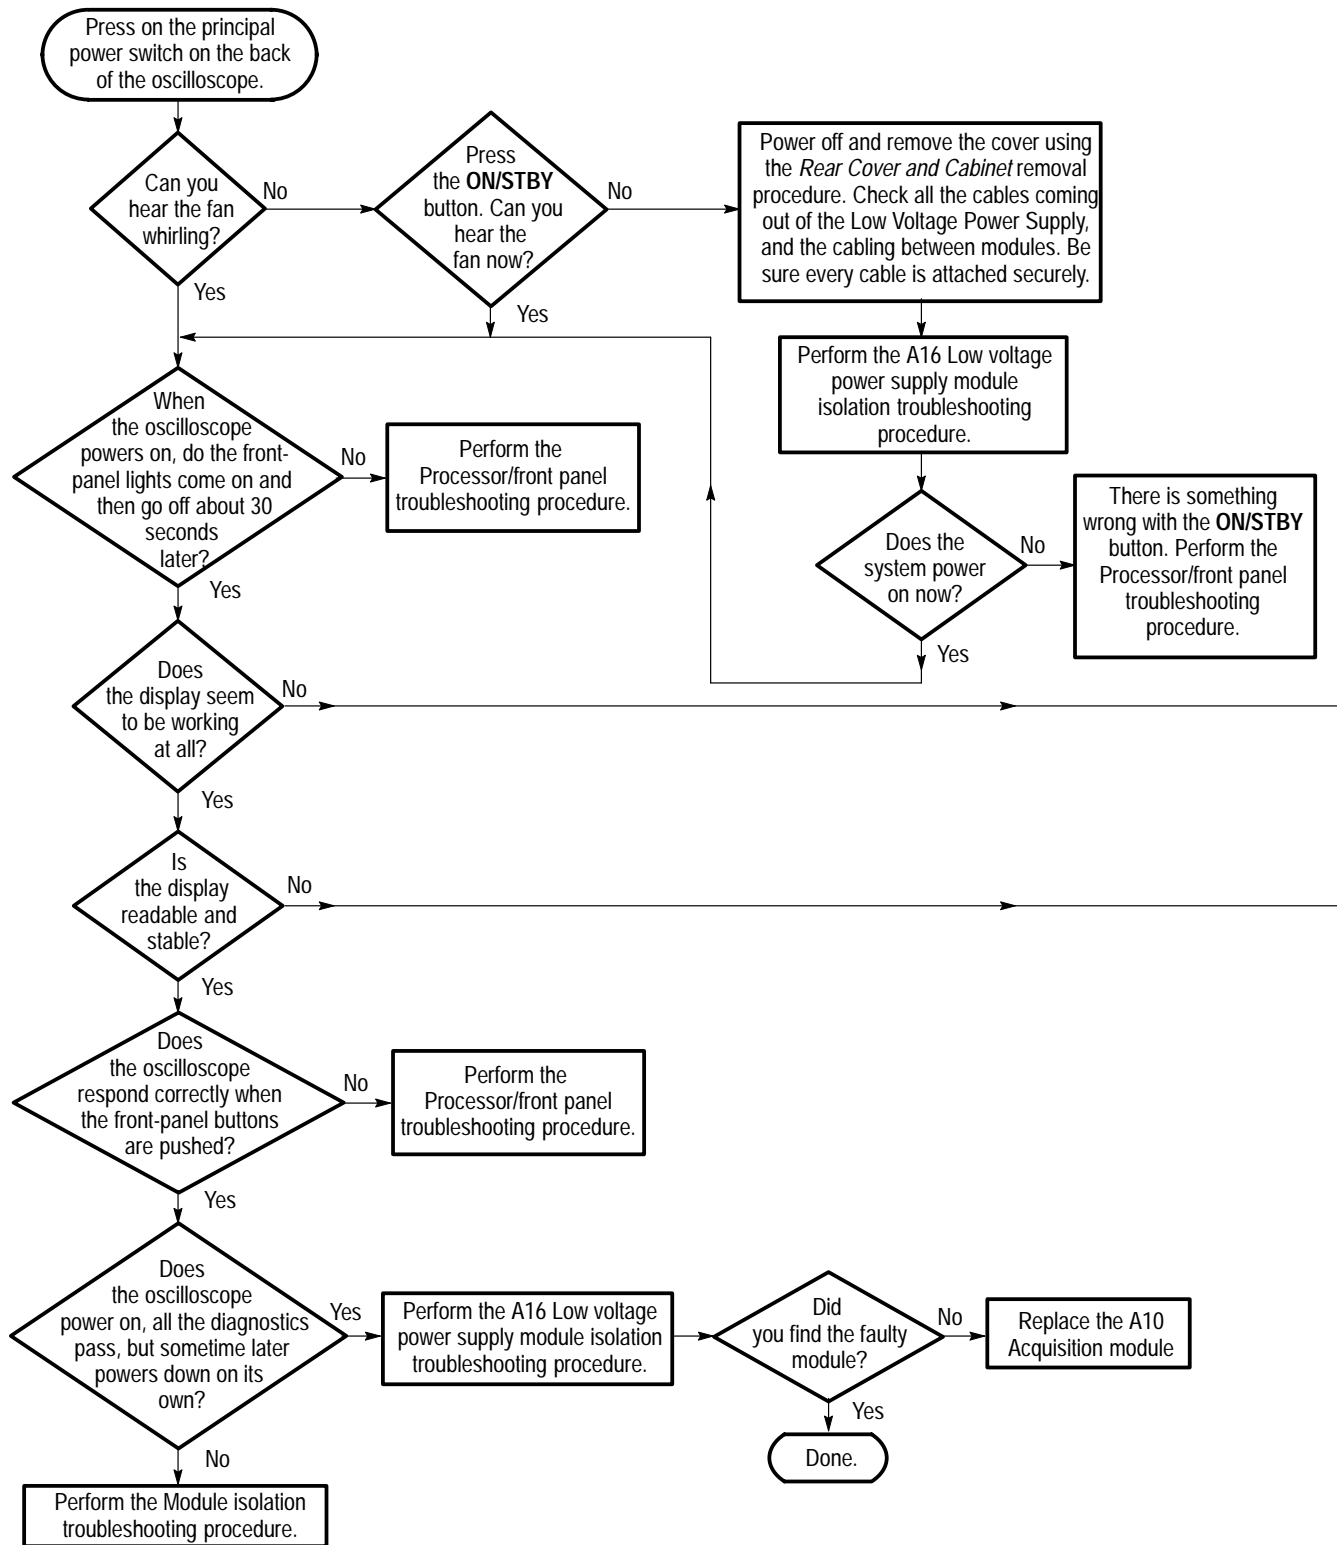 Press on the principal
power switch on the back
of the oscilloscope.
Can you
hear the fan
whirling?
No
Yes
Press
the ON/STBY
button. Can you
hear the
fan now?
No
Yes
Power off and remove the cover using
the Rear Cover and Cabinet removal
procedure. Check all the cables coming
out of the Low Voltage Power Supply,
and the cabling between modules. Be
sure every cable is attached securely.
Perform the A16 Low voltage
power supply module
isolation troubleshooting
procedure.
Does the
system power
on now?
No
Yes
There is something
wrong with the ON/STBY
button. Perform the
Processor/front panel
troubleshooting
procedure.
When
the oscilloscope
powers on, do the front-
panel lights come on and
then go off about 30
seconds
later?
No
Yes
Perform the
Processor/front panel
troubleshooting procedure.
Does
the display seem
to be working
at all?
No
Yes
Is
the display
readable and
stable?
No
Yes
Does
the oscilloscope
respond correctly when
the front-panel buttons
are pushed?
No
Yes
Perform the
Processor/front panel
troubleshooting procedure.
Does
the oscilloscope
power on, all the diagnostics
pass, but sometime later
powers down on its
own?
Yes
No
Perform the A16 Low voltage
power supply module isolation
troubleshooting procedure.
Did
you find the faulty
module?
No
Yes
Replace the A10
Acquisition module
Done.
Perform the Module isolation
troubleshooting procedure.